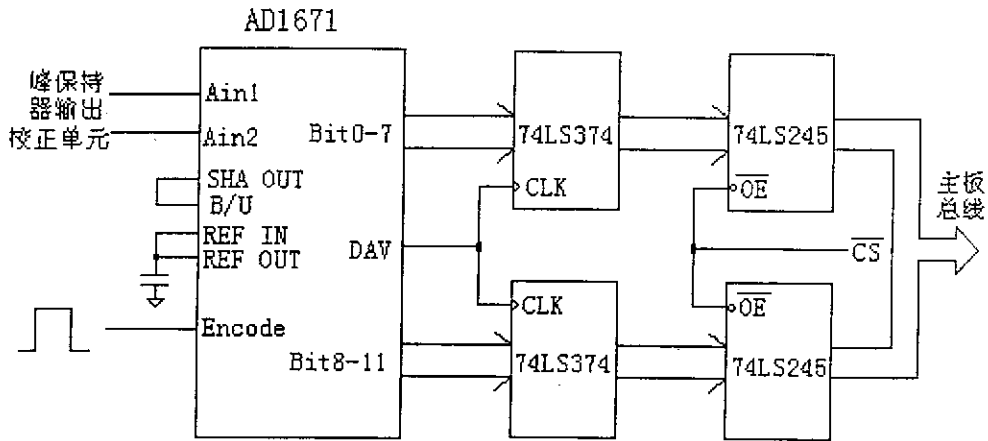 AD1671
峰保持
器输出
校正单元
Ain1
Ain2
SHA OUT
B/U
REF IN
REF OUT
Encode
Bit0-7
DAV
Bit8-11
74LS374
CLK
CLK
74LS374
74LS245
OE
CS
OE
74LS245
主板
总线